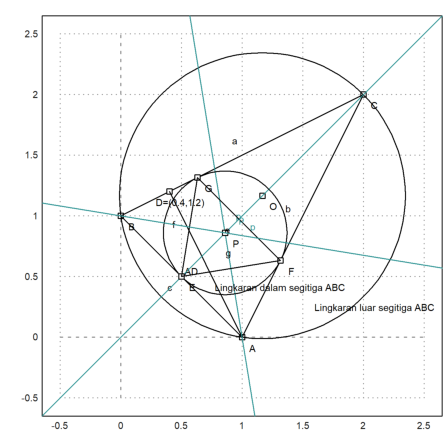 2.5
2
1.5
1
0.5
0
-0.5
-0.5
0
0.5
1
1.5
2
2.5
C
a
D=(0.4,1.2)
G
O
b
B
f
P
g
AD
F
c
E
Lingkaran dalam segitiga ABC
Lingkaran luar segitiga ABC
A